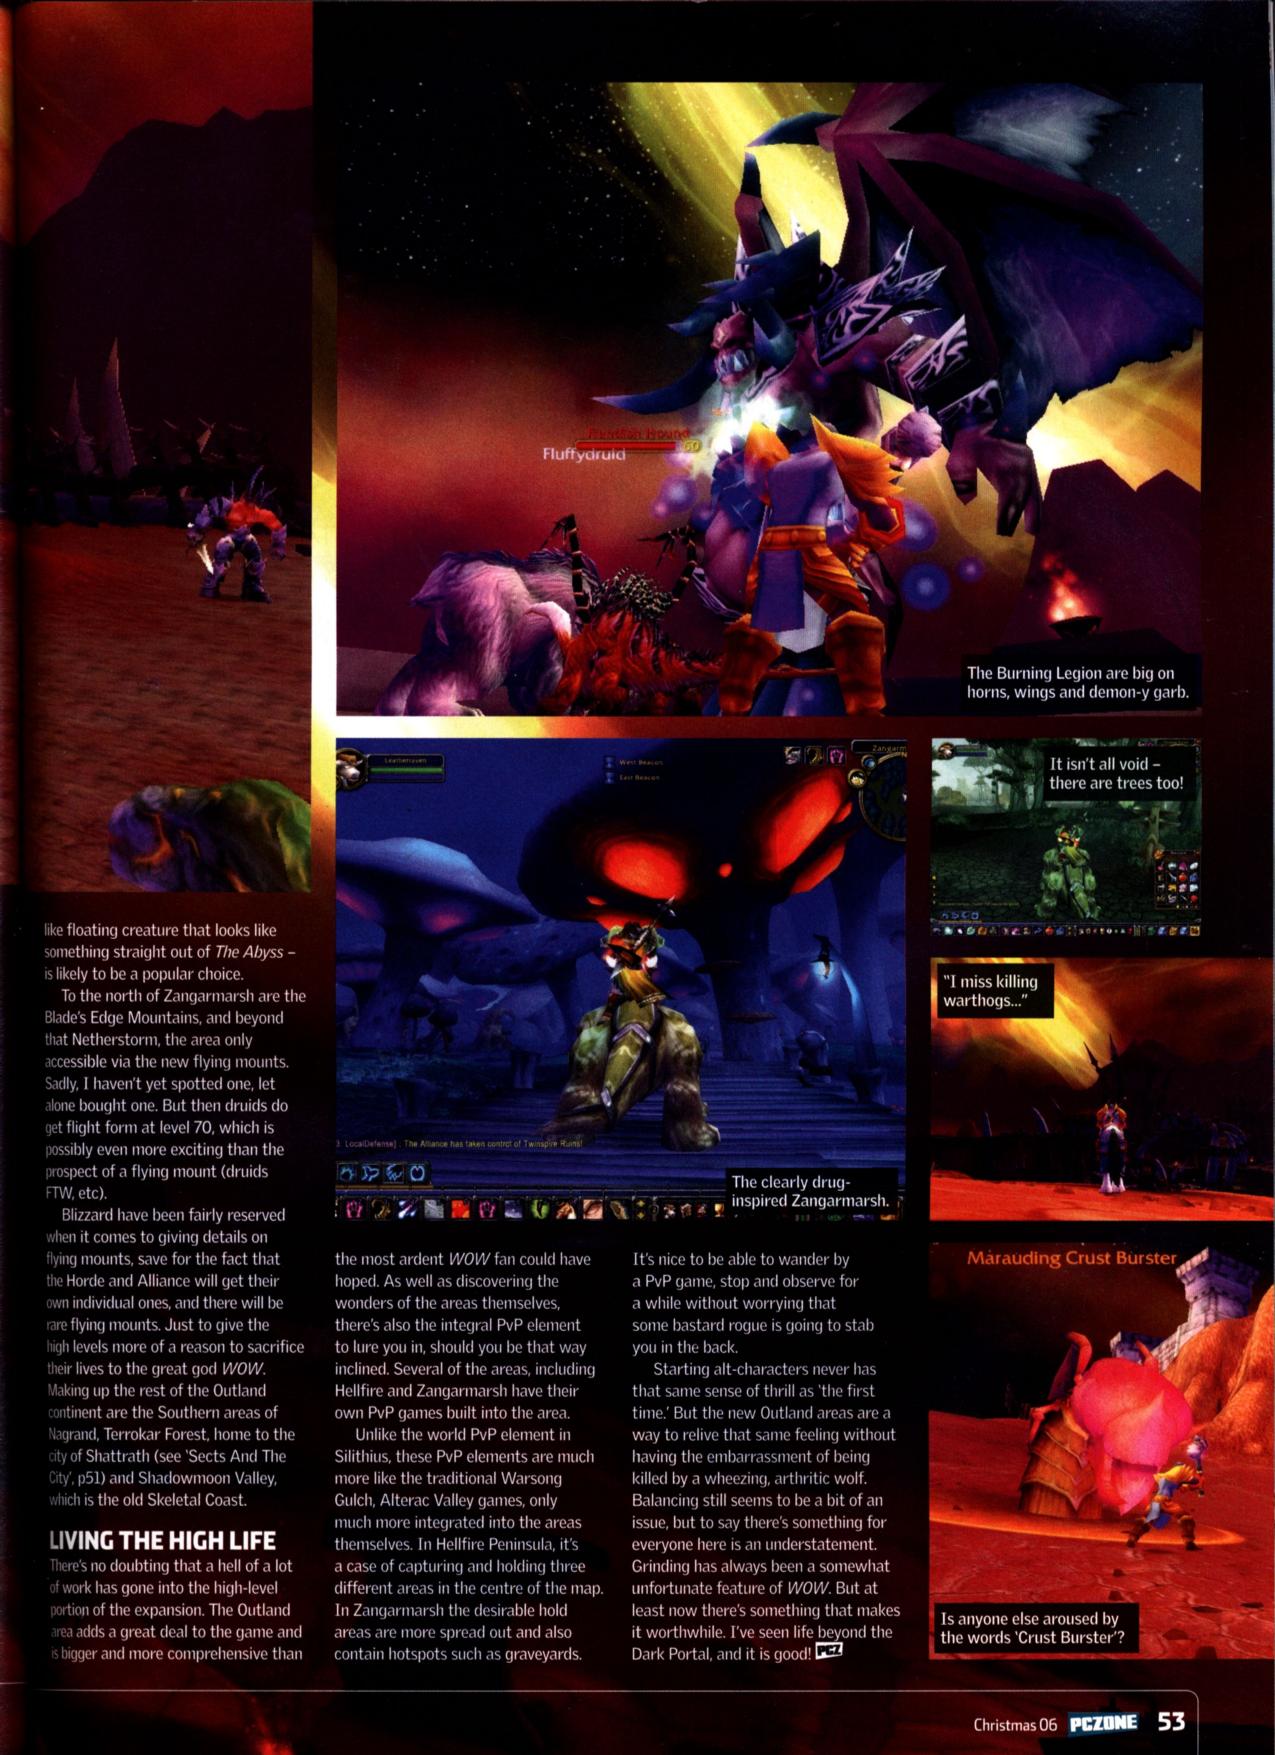 Fluffydruid
60
The Burning Legion are big on
horns, wings and demon-y garb.
West Beacon
East Beacon
Zangarm
3. LocalDefense] : The Alliance has taken control of Twinspire Ruins!
The clearly drug-
inspired Zangarmarsh.
It isn't all void –
there are trees too!
"I miss killing
warthogs..."
Marauding Crust Burster
Is anyone else aroused by
the words 'Crust Burster'?
like floating creature that looks like
something straight out of The Abyss –
is likely to be a popular choice.
To the north of Zangarmarsh are the
Blade's Edge Mountains, and beyond
that Netherstorm, the area only
accessible via the new flying mounts.
Sadly, I haven't yet spotted one, let
alone bought one. But then druids do
get flight form at level 70, which is
possibly even more exciting than the
prospect of a flying mount (druids
FTW, etc).
Blizzard have been fairly reserved
when it comes to giving details on
flying mounts, save for the fact that
the Horde and Alliance will get their
own individual ones, and there will be
rare flying mounts. Just to give the
high levels more of a reason to sacrifice
their lives to the great god WOW.
Making up the rest of the Outland
continent are the Southern areas of
Nagrand, Terrokar Forest, home to the
city of Shattrath (see 'Sects And The
City', p51) and Shadowmoon Valley,
which is the old Skeletal Coast.
LIVING THE HIGH LIFE
There's no doubting that a hell of a lot
of work has gone into the high-level
portion of the expansion. The Outland
area adds a great deal to the game and
is bigger and more comprehensive than
the most ardent WOW fan could have
hoped. As well as discovering the
wonders of the areas themselves,
there's also the integral PvP element
to lure you in, should you be that way
inclined. Several of the areas, including
Hellfire and Zangarmarsh have their
own PvP games built into the area.
Unlike the world PvP element in
Silithius, these PvP elements are much
more like the traditional Warsong
Gulch, Alterac Valley games, only
much more integrated into the areas
themselves. In Hellfire Peninsula, it's
a case of capturing and holding three
different areas in the centre of the map.
In Zangarmarsh the desirable hold
areas are more spread out and also
contain hotspots such as graveyards.
It's nice to be able to wander by
a PvP game, stop and observe for
a while without worrying that
some bastard rogue is going to stab
you in the back.
Starting alt-characters never has
that same sense of thrill as 'the first
time.' But the new Outland areas are a
way to relive that same feeling without
having the embarrassment of being
killed by a wheezing, arthritic wolf.
Balancing still seems to be a bit of an
issue, but to say there's something for
everyone here is an understatement.
Grinding has always been a somewhat
unfortunate feature of WOW. But at
least now there's something that makes
it worthwhile. I've seen life beyond the
Dark Portal, and it is good! PCZ
Christmas 06 PCZONE 53